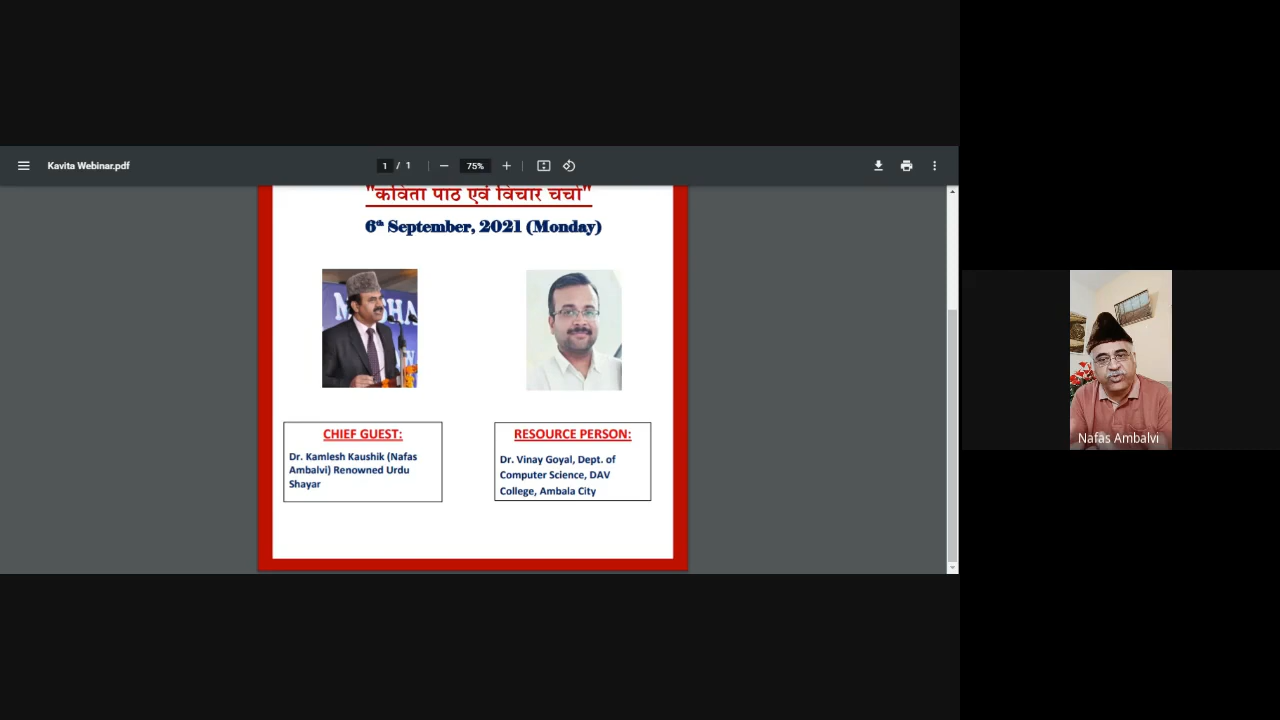 Kavita Webinar.pdf
1 / 1
75%
"कविता पाठ एवं विचार चर्चा"
6th September, 2021 (Monday)
CHIEF GUEST:
Dr. Kamlesh Kaushik (Nafas
Ambalvi) Renowned Urdu
Shayar
RESOURCE PERSON:
Dr. Vinay Goyal, Dept. of
Computer Science, DAV
College, Ambala City
Nafas Ambalvi